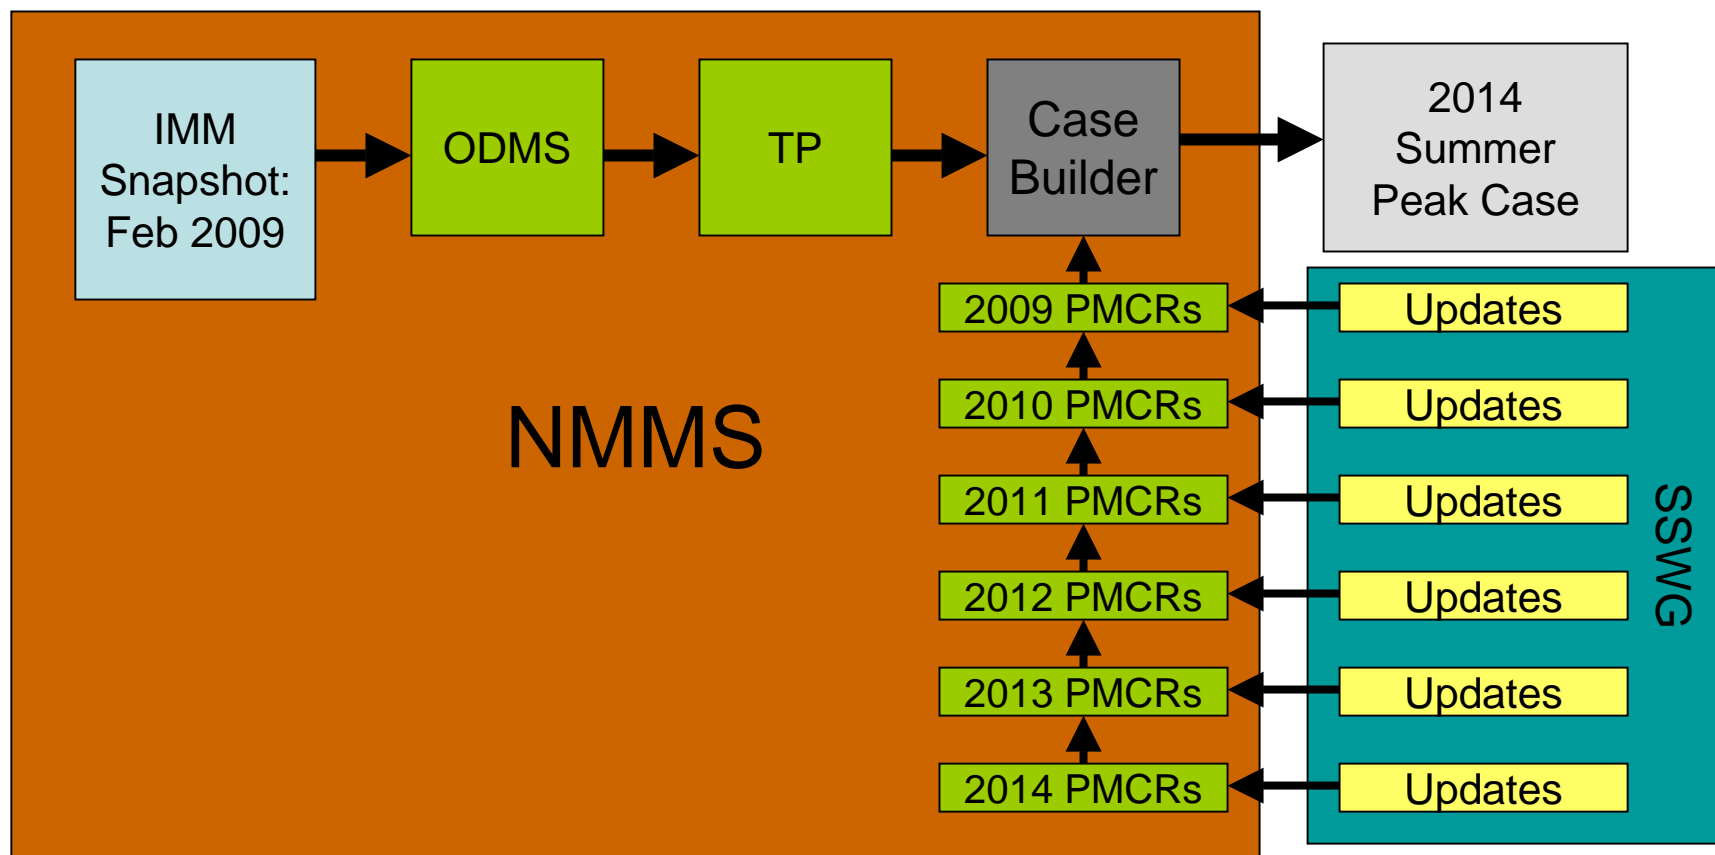 IMM
Snapshot:
Feb 2009
ODMS
TP
Case
Builder
2014
Summer
Peak Case
2009 PMCRs
Updates
2010 PMCRs
Updates
NMMS
2011 PMCRs
Updates
SSWG
2012 PMCRs
Updates
2013 PMCRs
Updates
2014 PMCRs
Updates